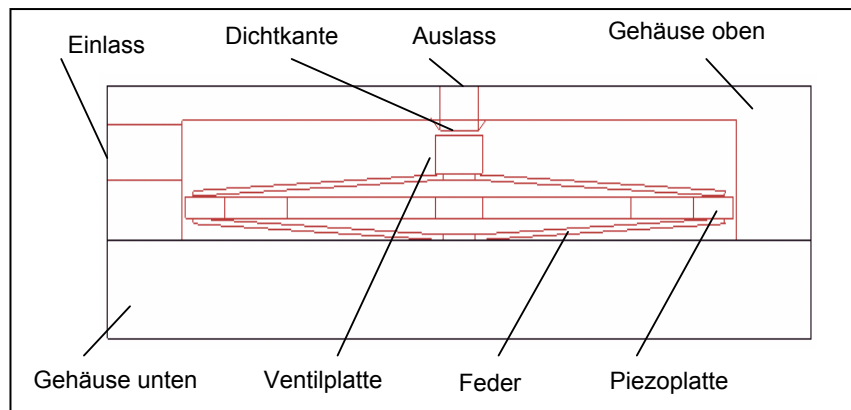 Einlass
Dichtkante
Auslass
Gehäuse oben
Gehäuse unten
Ventilplatte
Feder
Piezoplatte